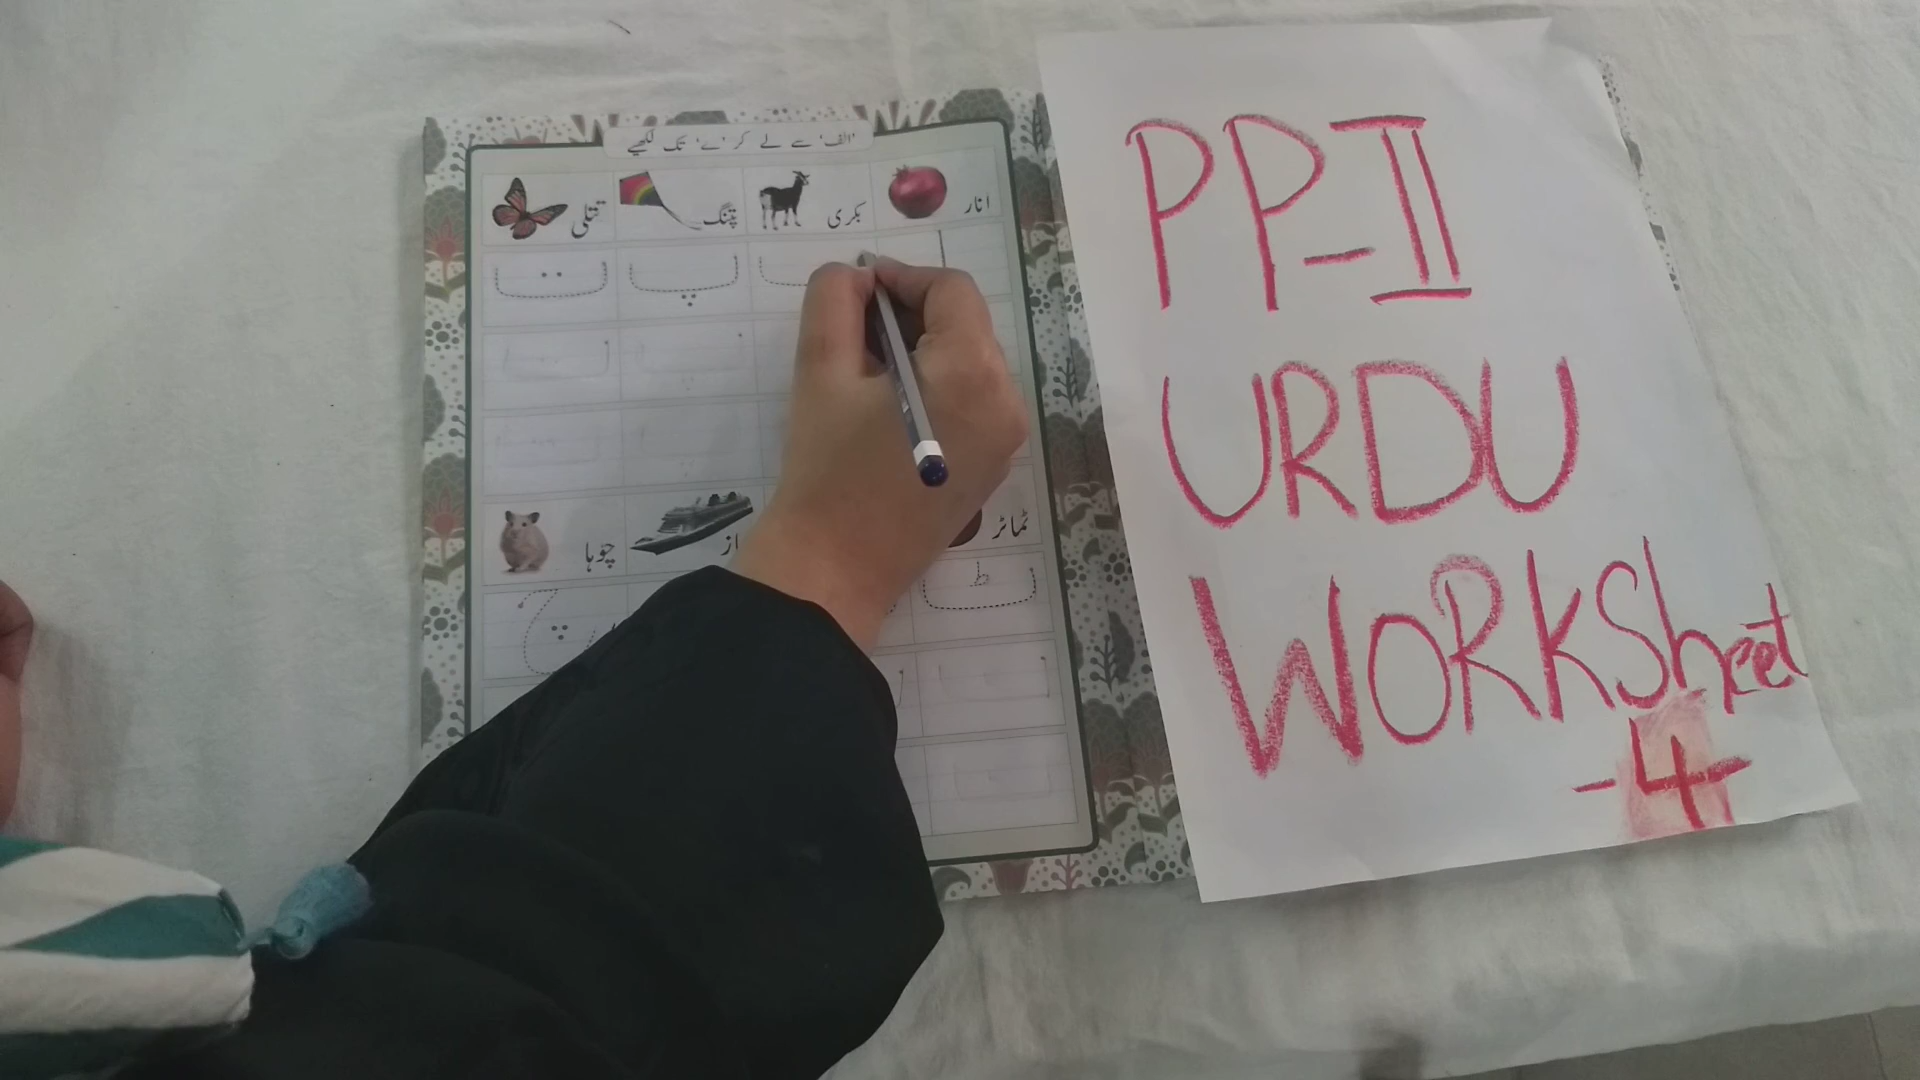 'الف' سے لے کر 'ے' تک لکھیے
انار بکری پتنگ تتلی
پ ت
ٹماٹر چوہا
ٹ چ
PP-II
URDU
WORKSheet
-4-